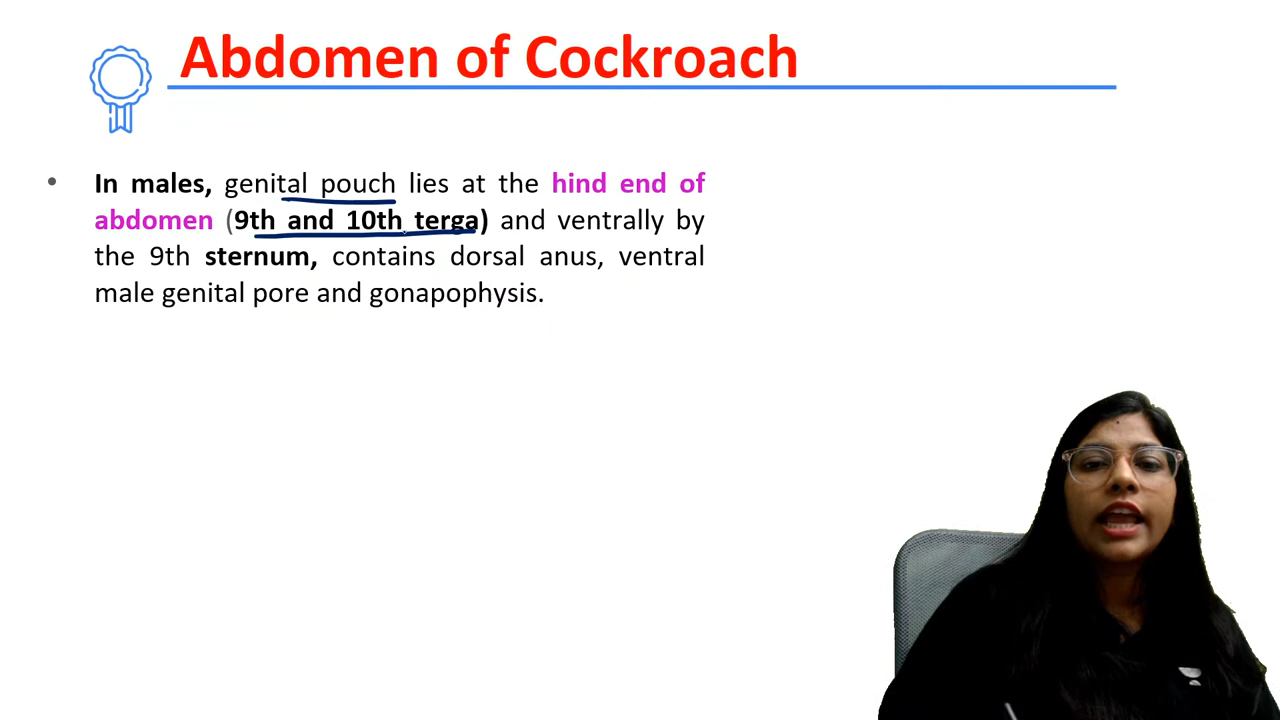 Abdomen of Cockroach
• In males, genital pouch lies at the hind end of
abdomen (9th and 10th terga) and ventrally by
the 9th sternum, contains dorsal anus, ventral
male genital pore and gonapophysis.